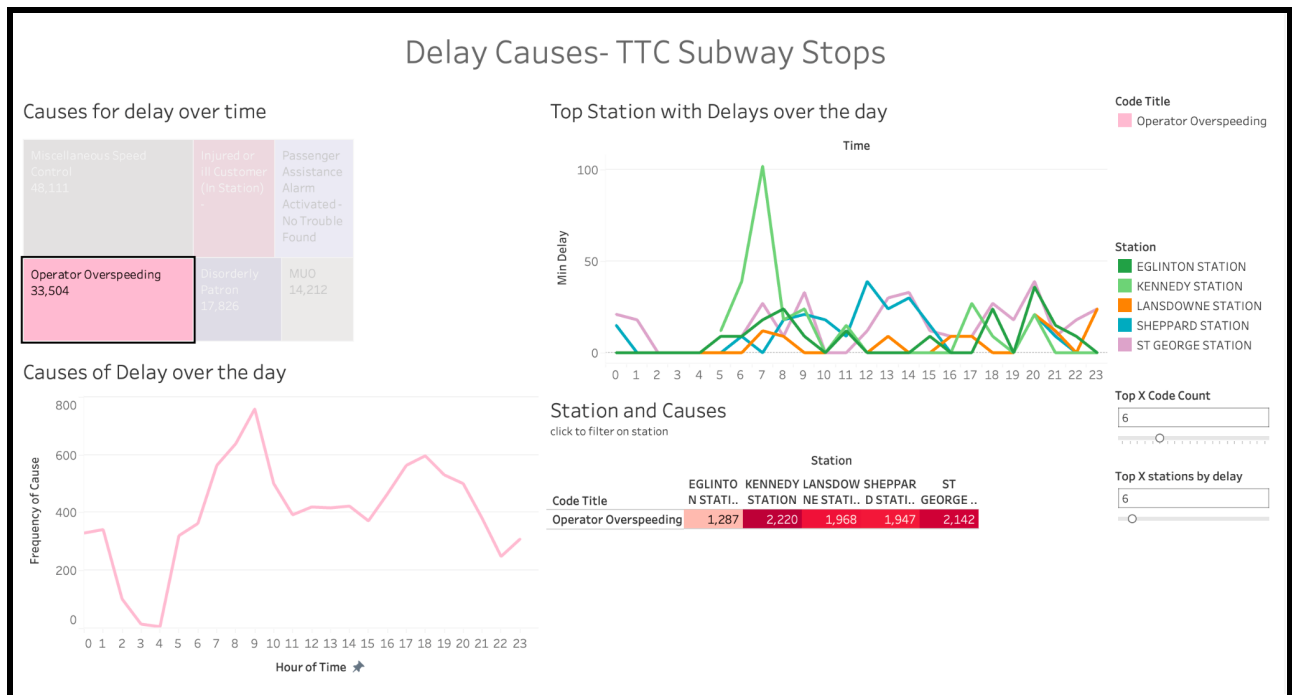 Delay Causes- TTC Subway Stops
Causes for delay over time
Miscellaneous Speed
Control
48,111
Injured or
Ill Customer
(In Station)
-
Passenger
Assistance
Alarm
Activated -
No Trouble
Found
Operator Overspeeding
33,504
Disorderly
Patron
17,826
MUO
14,212
Causes of Delay over the day
Frequency of Cause
800
600
400
200
0
0 1 2 3 4 5 6 7 8 9 10 11 12 13 14 15 16 17 18 19 20 21 22 23
Hour of Time
Top Station with Delays over the day
Time
Min Delay
100
50
0
0 1 2 3 4 5 6 7 8 9 10 11 12 13 14 15 16 17 18 19 20 21 22 23
Station and Causes
click to filter on station
Station
Code Title
EGLINTO
N STATI..
KENNEDY
STATION
LANSDOW
NE STATI..
SHEPPAR
D STATI..
ST
GEORGE ..
Operator Overspeeding 1,287 2,220 1,968 1,947 2,142
Code Title
Operator Overspeeding
Station
EGLINTON STATION
KENNEDY STATION
LANSDOWNE STATION
SHEPPARD STATION
ST GEORGE STATION
Top X Code Count
6
Top X stations by delay
6